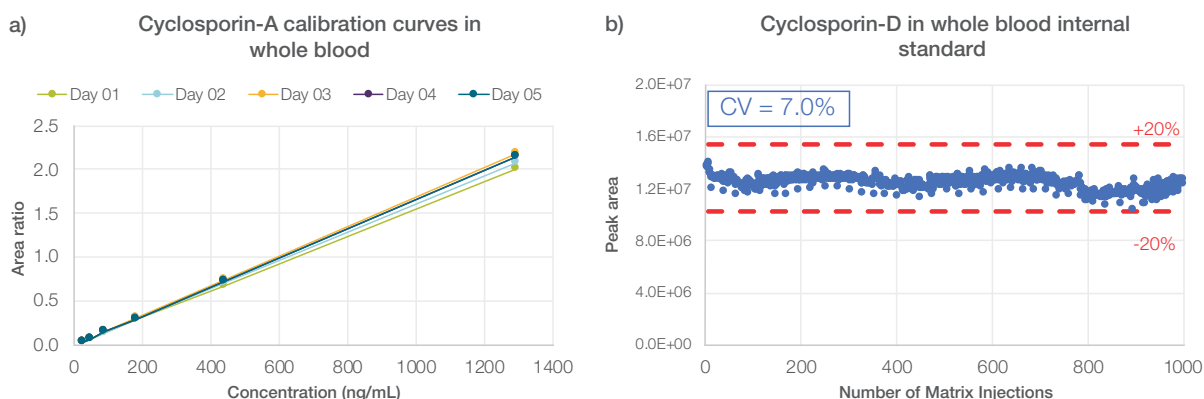 a)
Cyclosporin-A calibration curves in
whole blood
Day 01 Day 02 Day 03 Day 04 Day 05
2.5
2.0
1.5
1.0
0.5
0.0
Area ratio
0 200 400 600 800 1000 1200 1400
Concentration (ng/mL)
b)
Cyclosporin-D in whole blood internal
standard
2.0E+07
1.6E+07
1.2E+07
8.0E+06
4.0E+06
0.0E+00
Peak area
CV = 7.0%
+20%
-20%
0 200 400 600 800 1000
Number of Matrix Injections